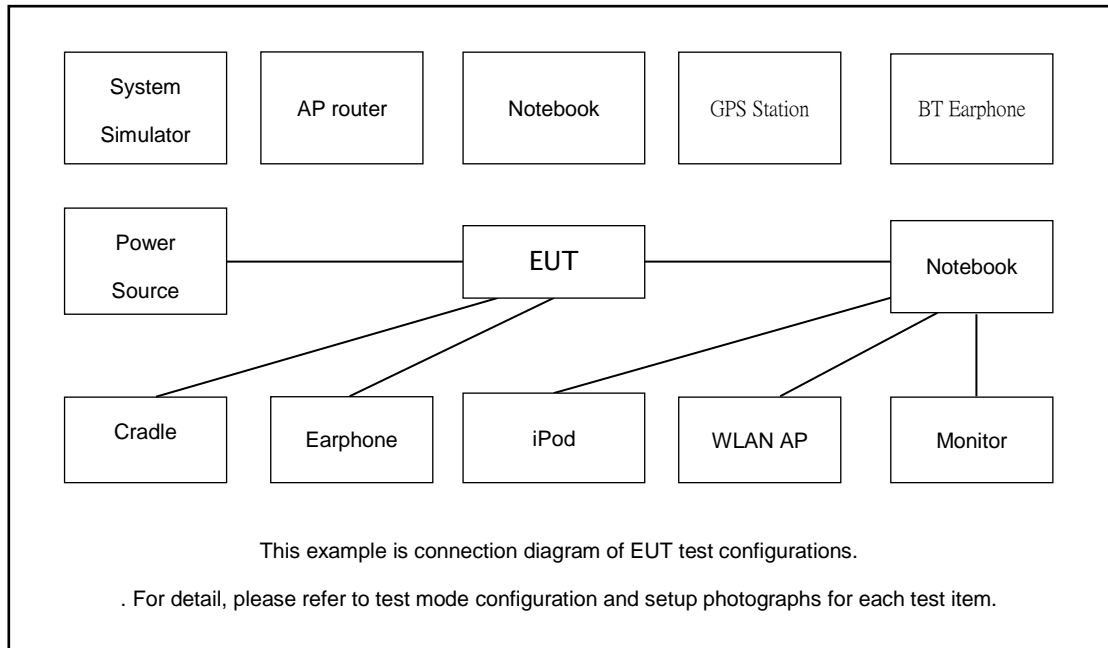 System
Simulator
AP router
Notebook
GPS Station
BT Earphone
Power
Source
EUT
Notebook
Cradle
Earphone
iPod
WLAN AP
Monitor
This example is connection diagram of EUT test configurations.
. For detail, please refer to test mode configuration and setup photographs for each test item.